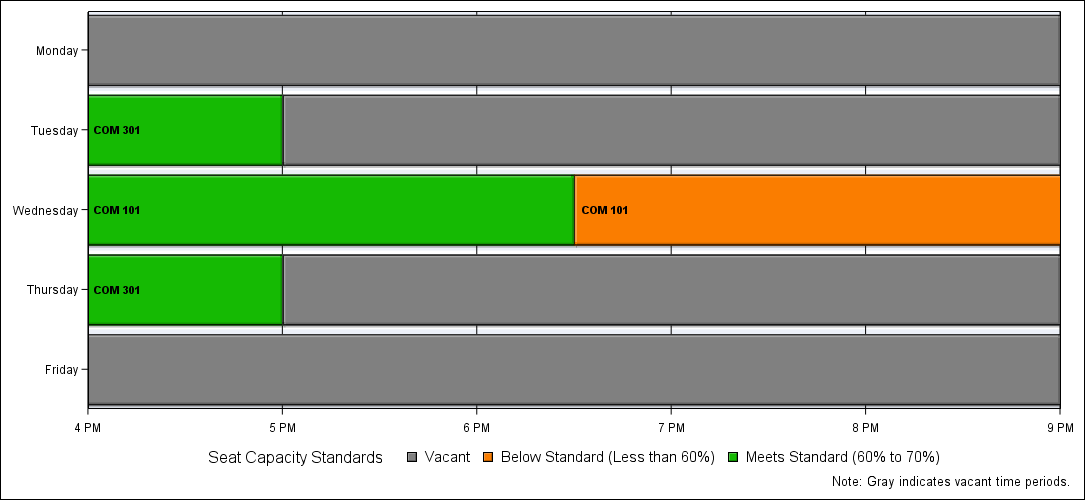 Monday
Tuesday
COM 301
Wednesday
COM 101
COM 101
Thursday
COM 301
Friday
4 PM
5 PM
6 PM
7 PM
8 PM
9 PM
Seat Capacity Standards
Vacant
Below Standard (Less than 60%)
Meets Standard (60% to 70%)
Note: Gray indicates vacant time periods.